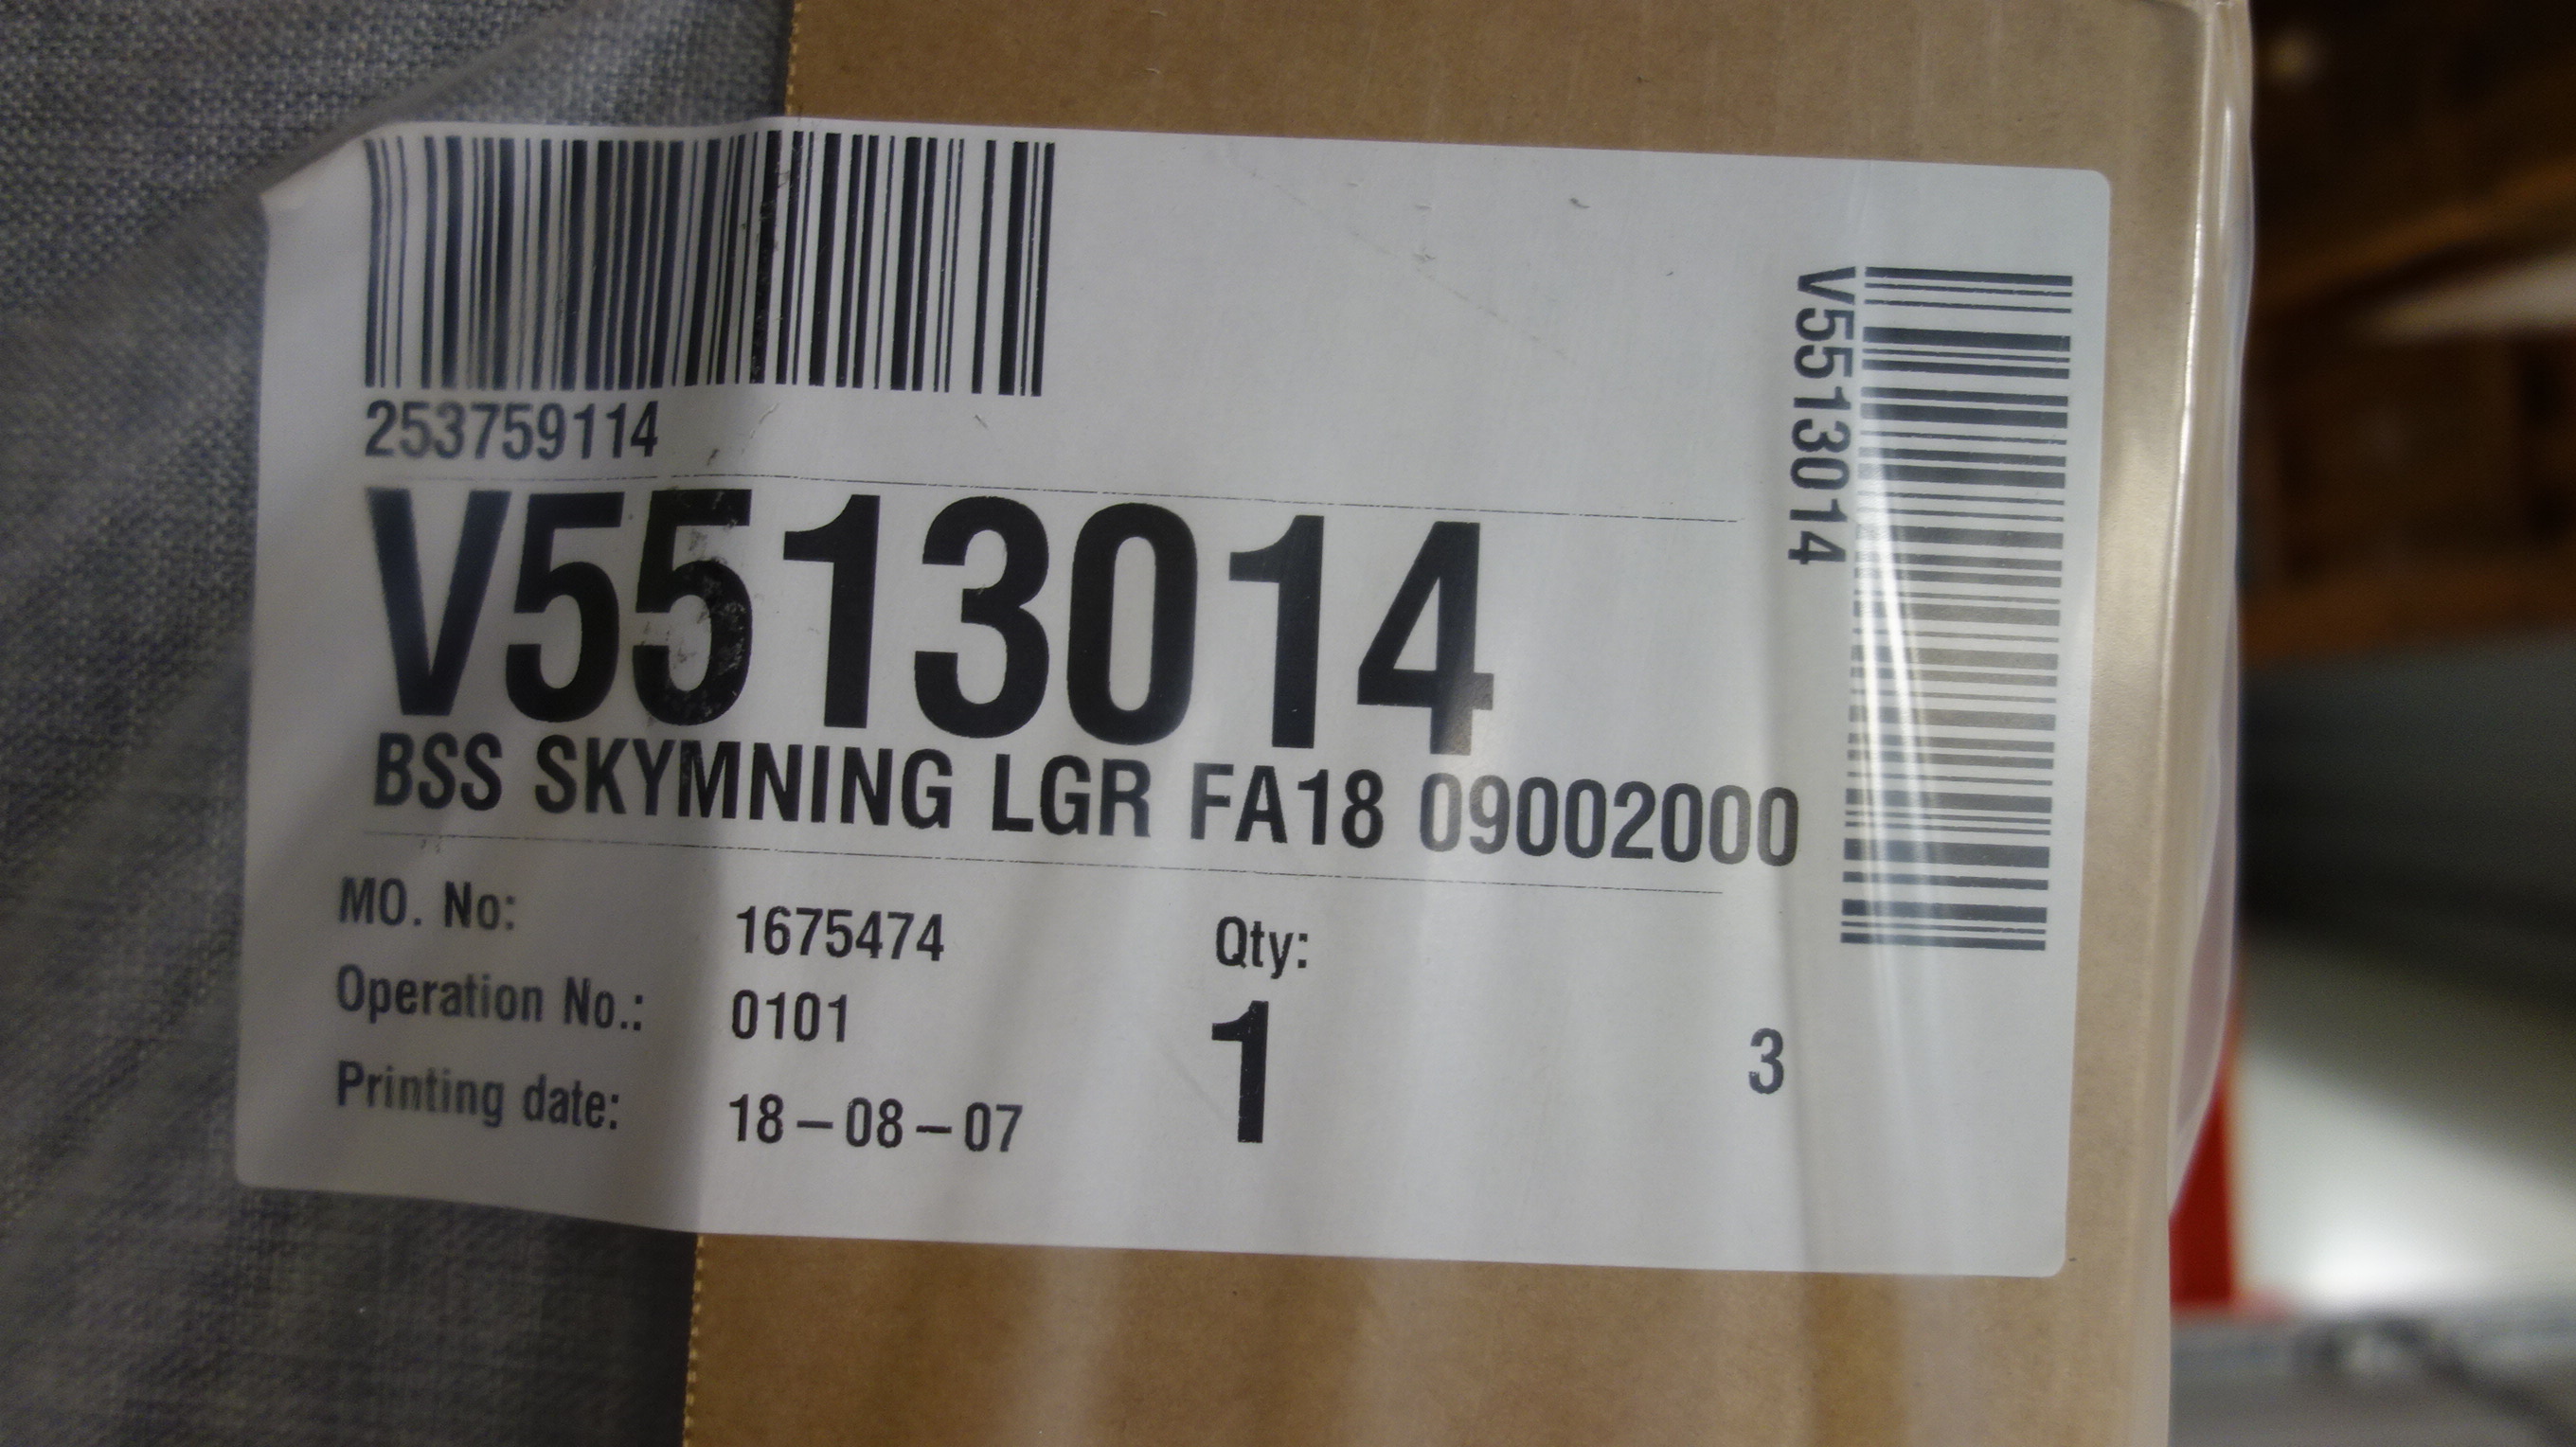 253759114
V5513014
V5513014
BSS SKYMNING LGR FA18 09002000
MO. No: 1675474 Qty:
Operation No.: 0101 1 3
Printing date: 18-08-07